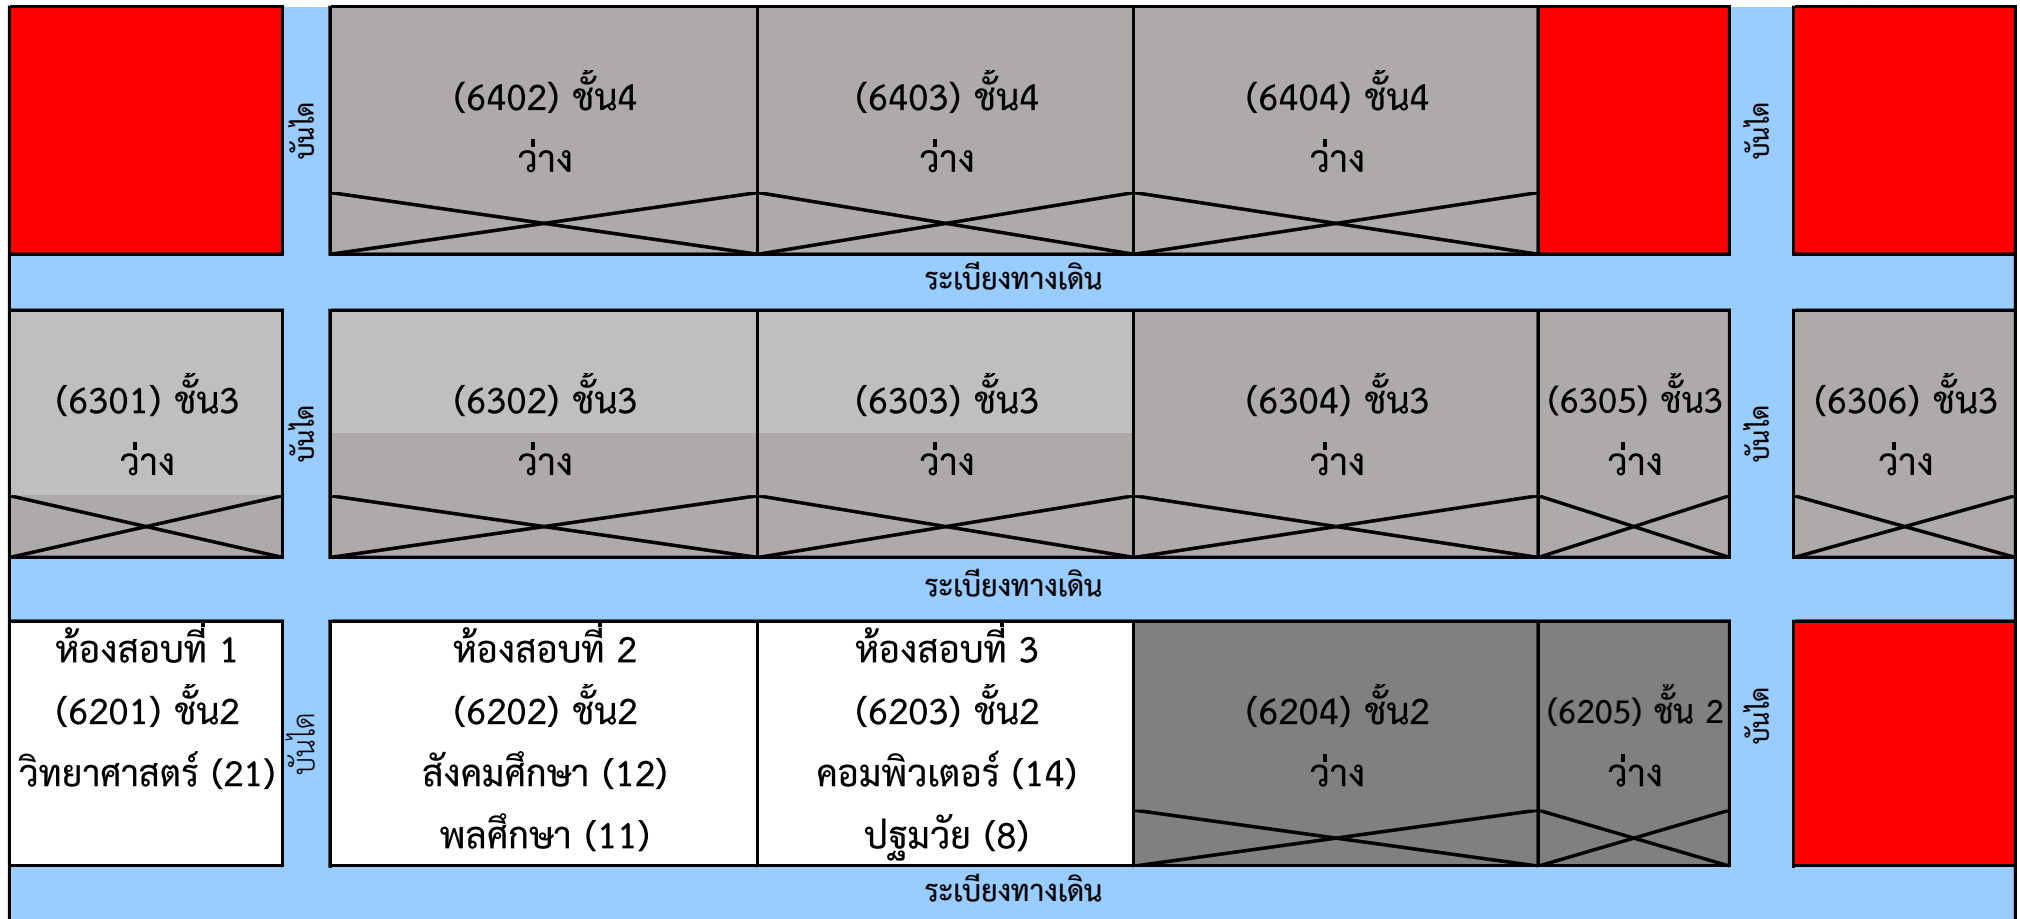 (6402) ชั้น4
ว่าง
(6403) ชั้น4
ว่าง
(6404) ชั้น4
ว่าง
บันได
บันได
ระเบียงทางเดิน
(6301) ชั้น3
ว่าง
บันได
(6302) ชั้น3
ว่าง
(6303) ชั้น3
ว่าง
(6304) ชั้น3
ว่าง
(6305) ชั้น3
ว่าง
บันได
(6306) ชั้น3
ว่าง
ระเบียงทางเดิน
ห้องสอบที่ 1
(6201) ชั้น2
วิทยาศาสตร์ (21)
บันได
ห้องสอบที่ 2
(6202) ชั้น2
สังคมศึกษา (12)
พลศึกษา (11)
ห้องสอบที่ 3
(6203) ชั้น2
คอมพิวเตอร์ (14)
ปฐมวัย (8)
(6204) ชั้น2
ว่าง
(6205) ชั้น 2
ว่าง
บันได
ระเบียงทางเดิน